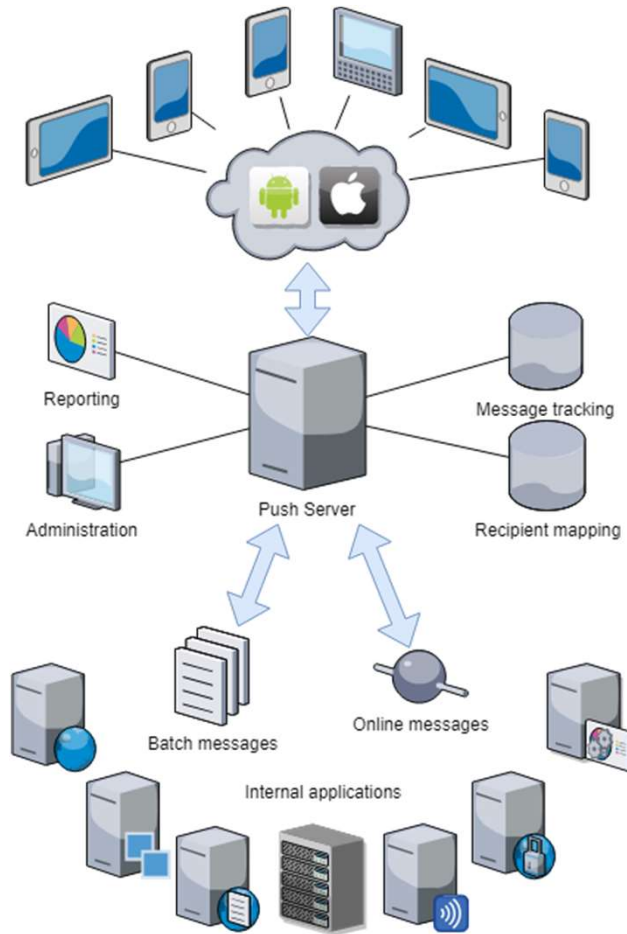 Reporting
Message tracking
Administration
Push Server
Recipient mapping
Batch messages
Online messages
Internal applications